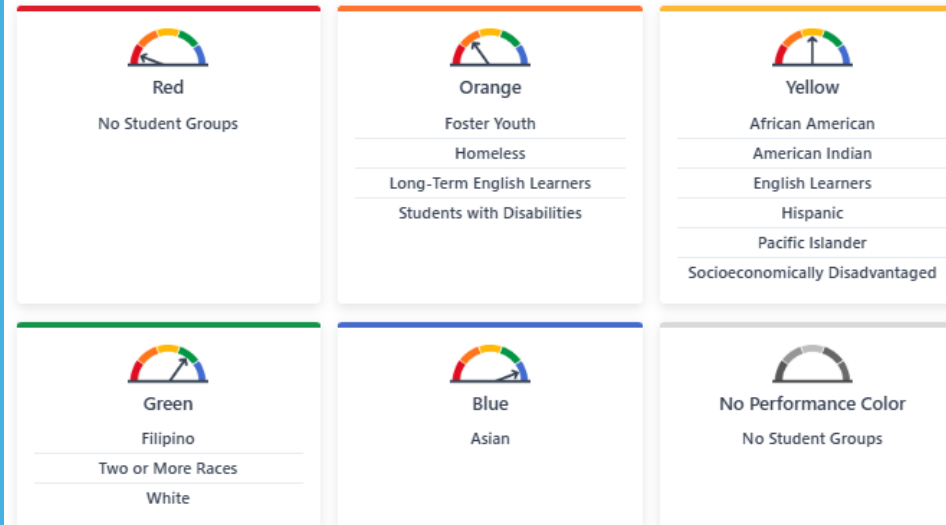 Red
No Student Groups
Orange
Foster Youth
Homeless
Long-Term English Learners
Students with Disabilities
Yellow
African American
American Indian
English Learners
Hispanic
Pacific Islander
Socioeconomically Disadvantaged
Green
Filipino
Two or More Races
White
Blue
Asian
No Performance Color
No Student Groups